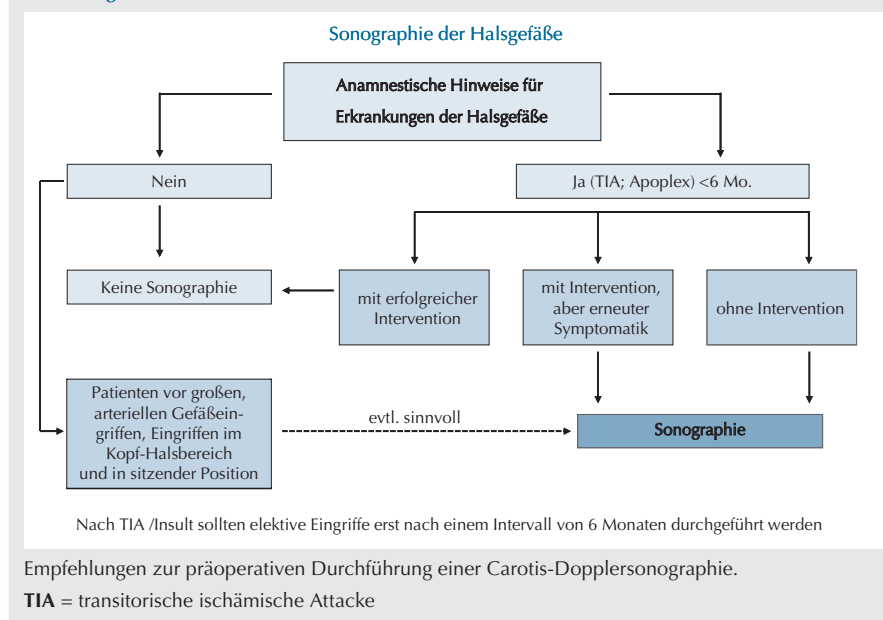 Sonographie der Halsgefäße
Anamnestische Hinweise für
Erkrankungen der Halsgefäße
Nein
Ja (TIA; Apoplex) <6 Mo.
Keine Sonographie
mit erfolgreicher
Intervention
mit Intervention,
aber erneuter
Symptomatik
ohne Intervention
Patienten vor großen,
arteriellen Gefäßein-
griffen, Eingriffen im
Kopf-Halsbereich
und in sitzender Position
evtl. sinnvoll
Sonographie
Nach TIA /Insult sollten elektive Eingriffe erst nach einem Intervall von 6 Monaten durchgeführt werden
Empfehlungen zur präoperativen Durchführung einer Carotis-Dopplersonographie.
TIA = transitorische ischämische Attacke